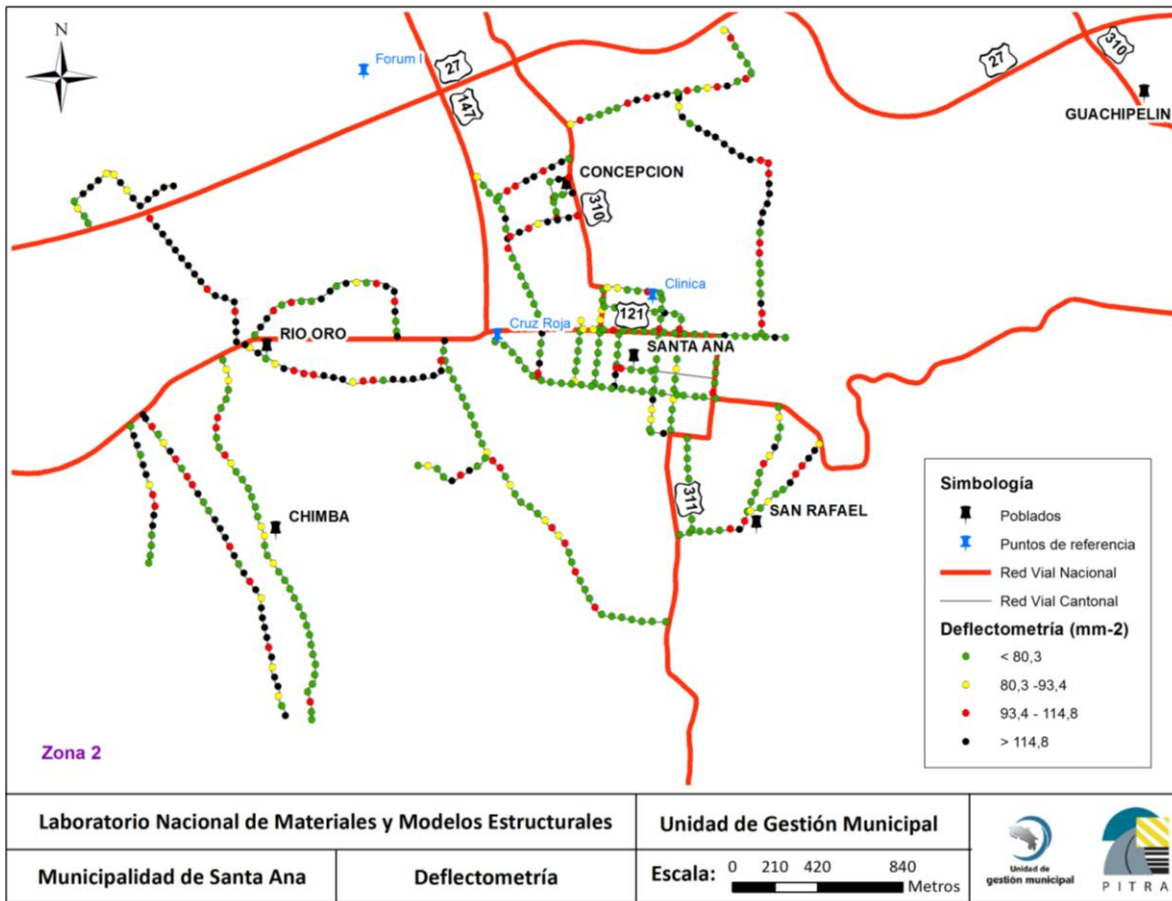 N
Forum I
27
147
27
310
GUACHIPELIN
CONCEPCION
310
Clinica
121
Cruz Roja
RIO ORO
SANTA ANA
311
SAN RAFAEL
CHIMBA
Simbología
Poblados
Puntos de referencia
Red Vial Nacional
Red Vial Cantonal
Deflectometría (mm-2)
< 80,3
80,3 -93,4
93,4 - 114,8
> 114,8
Zona 2
Laboratorio Nacional de Materiales y Modelos Estructurales
Unidad de Gestión Municipal
Municipalidad de Santa Ana
Deflectometría
Escala: 0 210 420 840
Metros
Unidad de
gestión municipal
PITRA